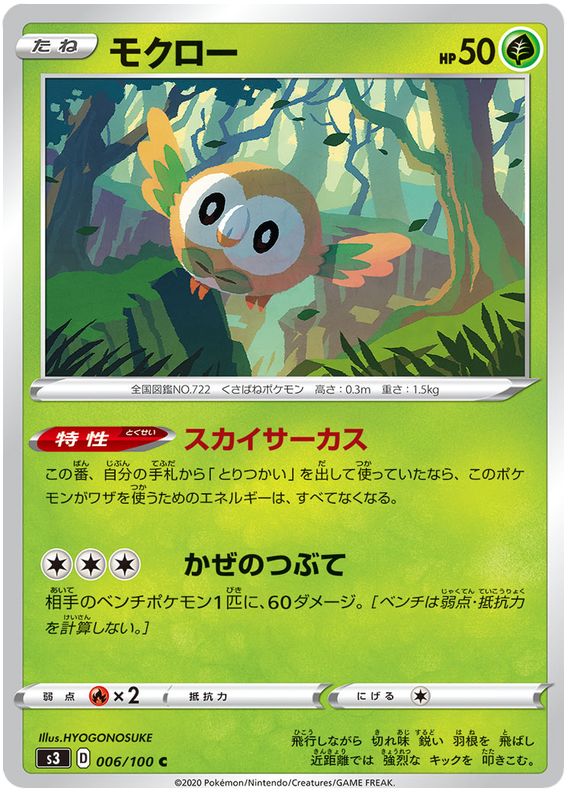 たね モクロー HP50
全国図鑑NO.722 くさばねポケモン 高さ:0.3m 重さ:1.5kg
特性 とくせい スカイサーカス
この番、自分の手札から「とりつかい」を出して使っていたなら、このポケ
モンがワザを使うためのエネルギーは、すべてなくなる。
かぜのつぶて
相手のベンチポケモン1匹に、60ダメージ。[ベンチは弱点・抵抗力
を計算しない。]
弱点 ×2 抵抗力 にげる
Illus.HYOGONOSUKE
s3 D 006/100 C
飛行しながら 切れ味 鋭い 羽根を 飛ばし
近距離では 強烈な キックを 叩きこむ。
©2020 Pokémon/Nintendo/Creatures/GAME FREAK.